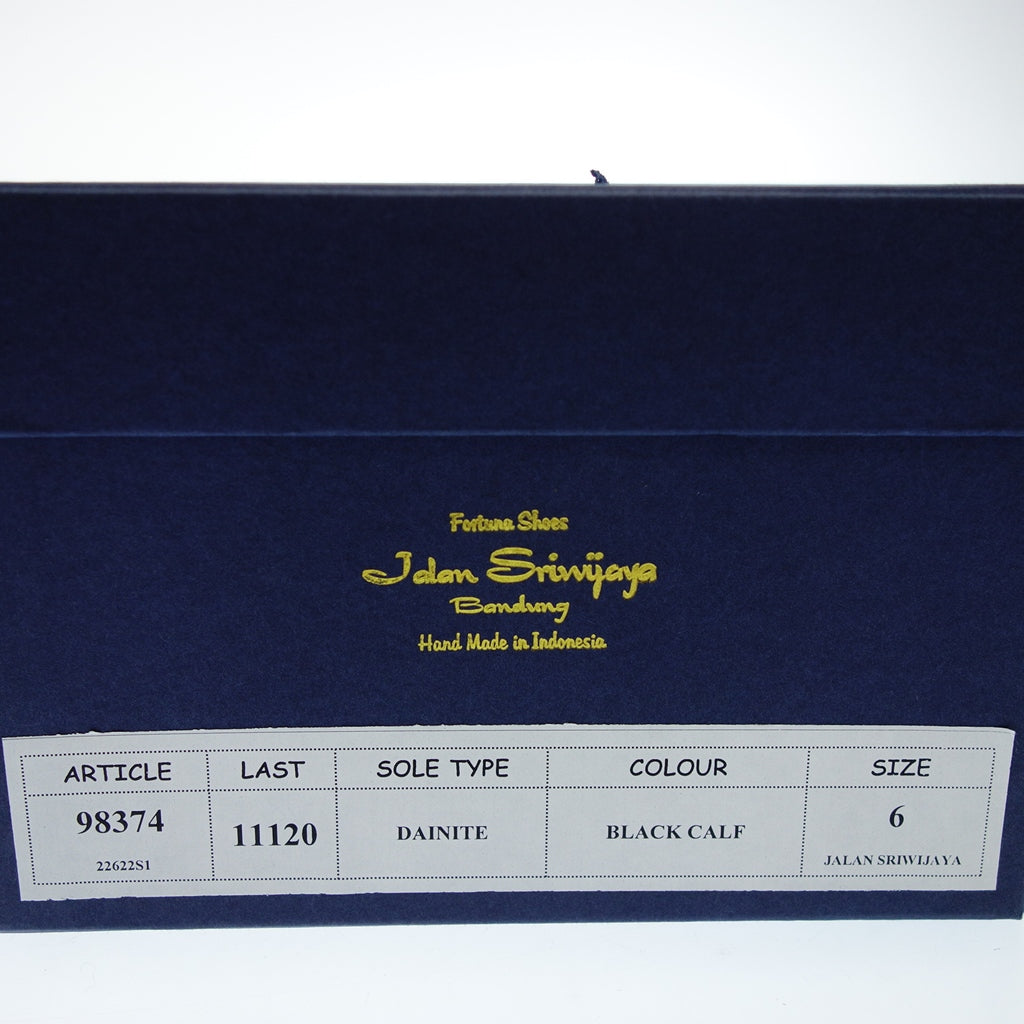 Fortuna Shoes
Jalan Sriwijaya
Bandung
Hand Made in Indonesia
ARTICLE LAST SOLE TYPE COLOUR SIZE
98374 11120 DAINITE BLACK CALF 6
22622S1 JALAN SRIWIJAYA